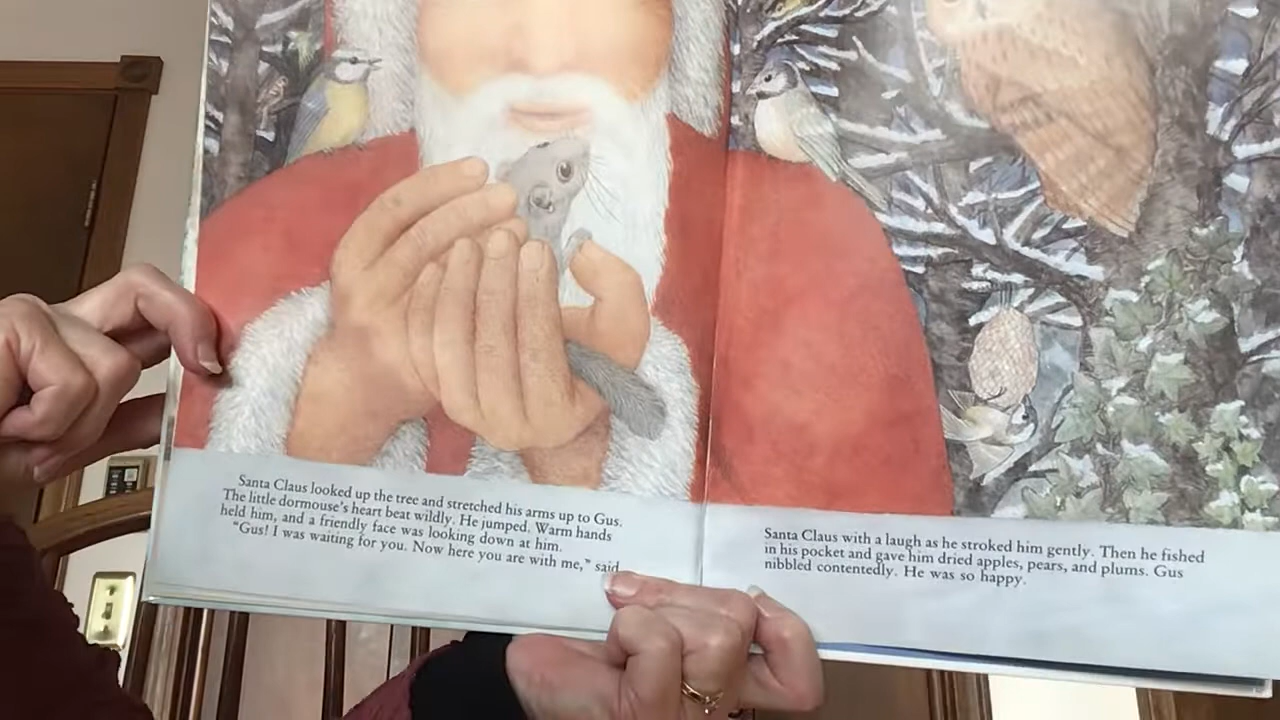 Santa Claus looked up the tree and stretched his arms up to Gus.
The little dormouse's heart beat wildly. He jumped. Warm hands
held him, and a friendly face was looking down at him.
"Gus! I was waiting for you. Now here you are with me," said
Santa Claus with a laugh as he stroked him gently. Then he fished
in his pocket and gave him dried apples, pears, and plums. Gus
nibbled contentedly. He was so happy.